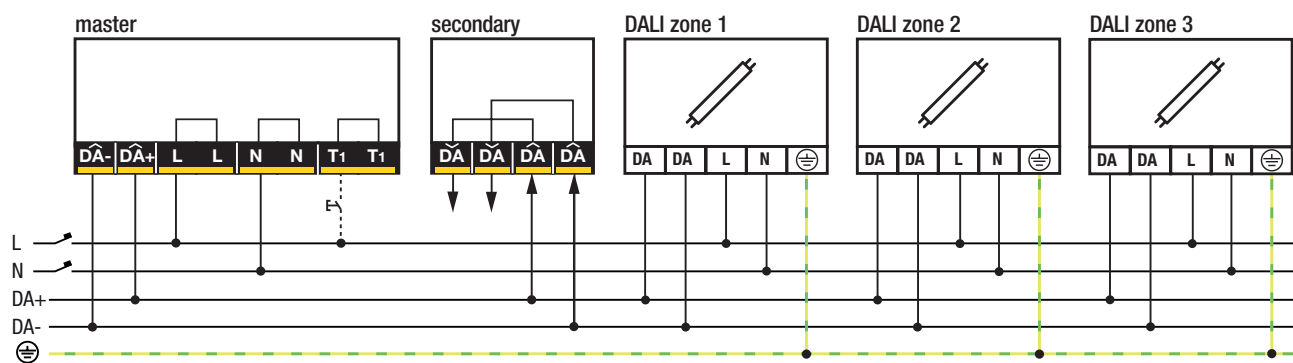 master secondary DALI zone 1 DALI zone 2 DALI zone 3
DA- DA+ L L N N T1 T1 DA DA DA DA DA DA L N DA DA L N DA DA L N
L
N
DA+
DA-